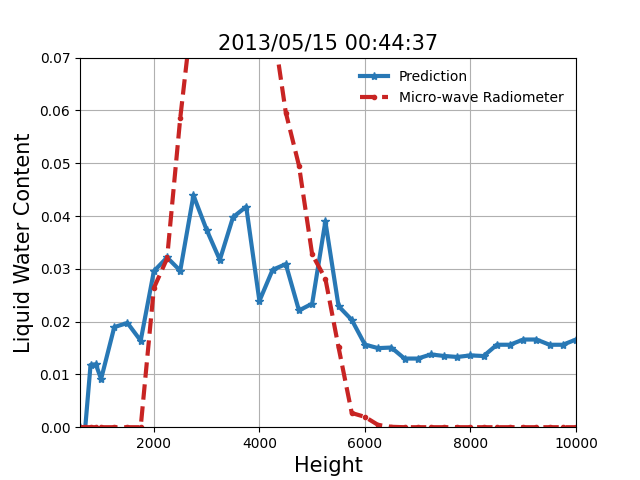 2013/05/15 00:44:37
Prediction
Micro-wave Radiometer
Liquid Water Content
0.07
0.06
0.05
0.04
0.03
0.02
0.01
0.00
2000 4000 6000 8000 10000
Height